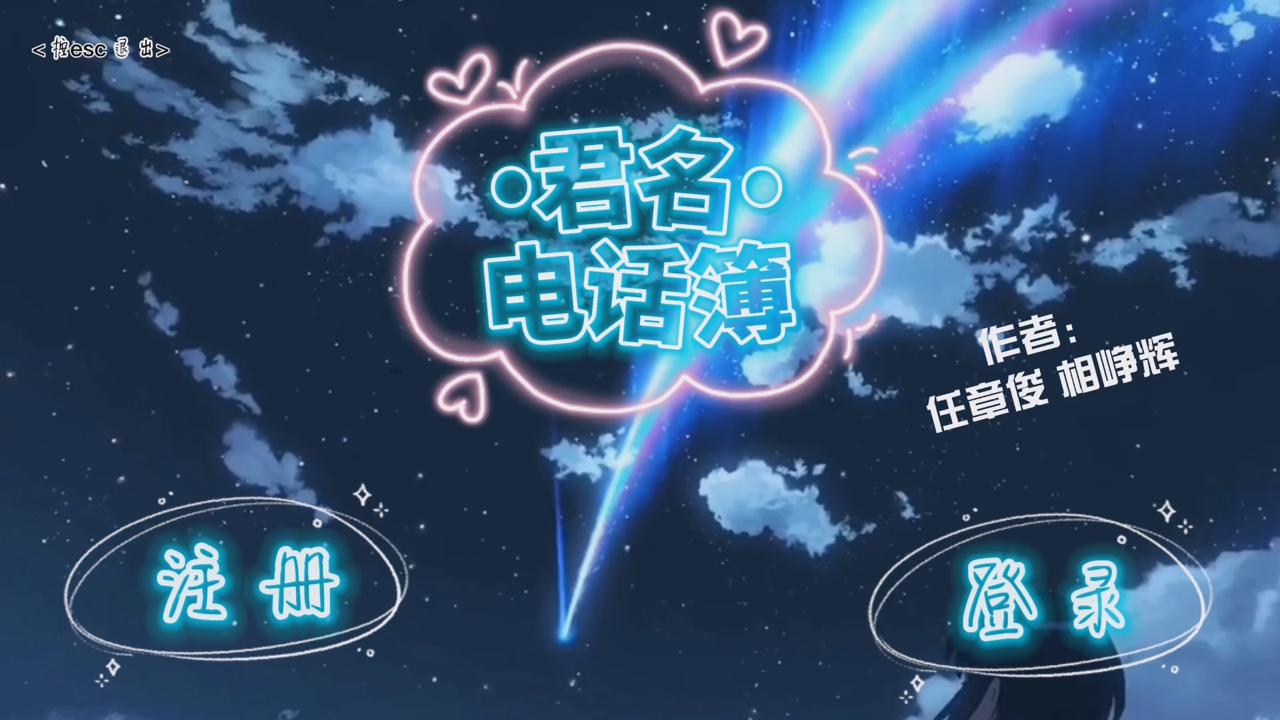 <按esc退出>
·君名·
电话簿
作者：
任章俊 相峥辉
注册
登录